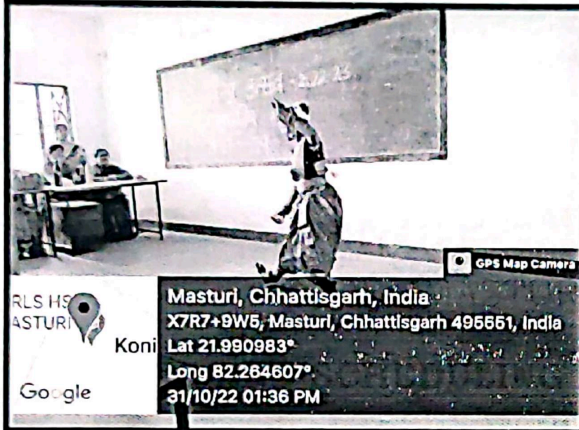 GPS Map Camera
RLS HS
ASTURI
Koni
Google
Masturi, Chhattisgarh, India
X7R7+9W5, Masturi, Chhattisgarh 495551, India
Lat 21.990983°
Long 82.264607°
31/10/22 01:36 PM